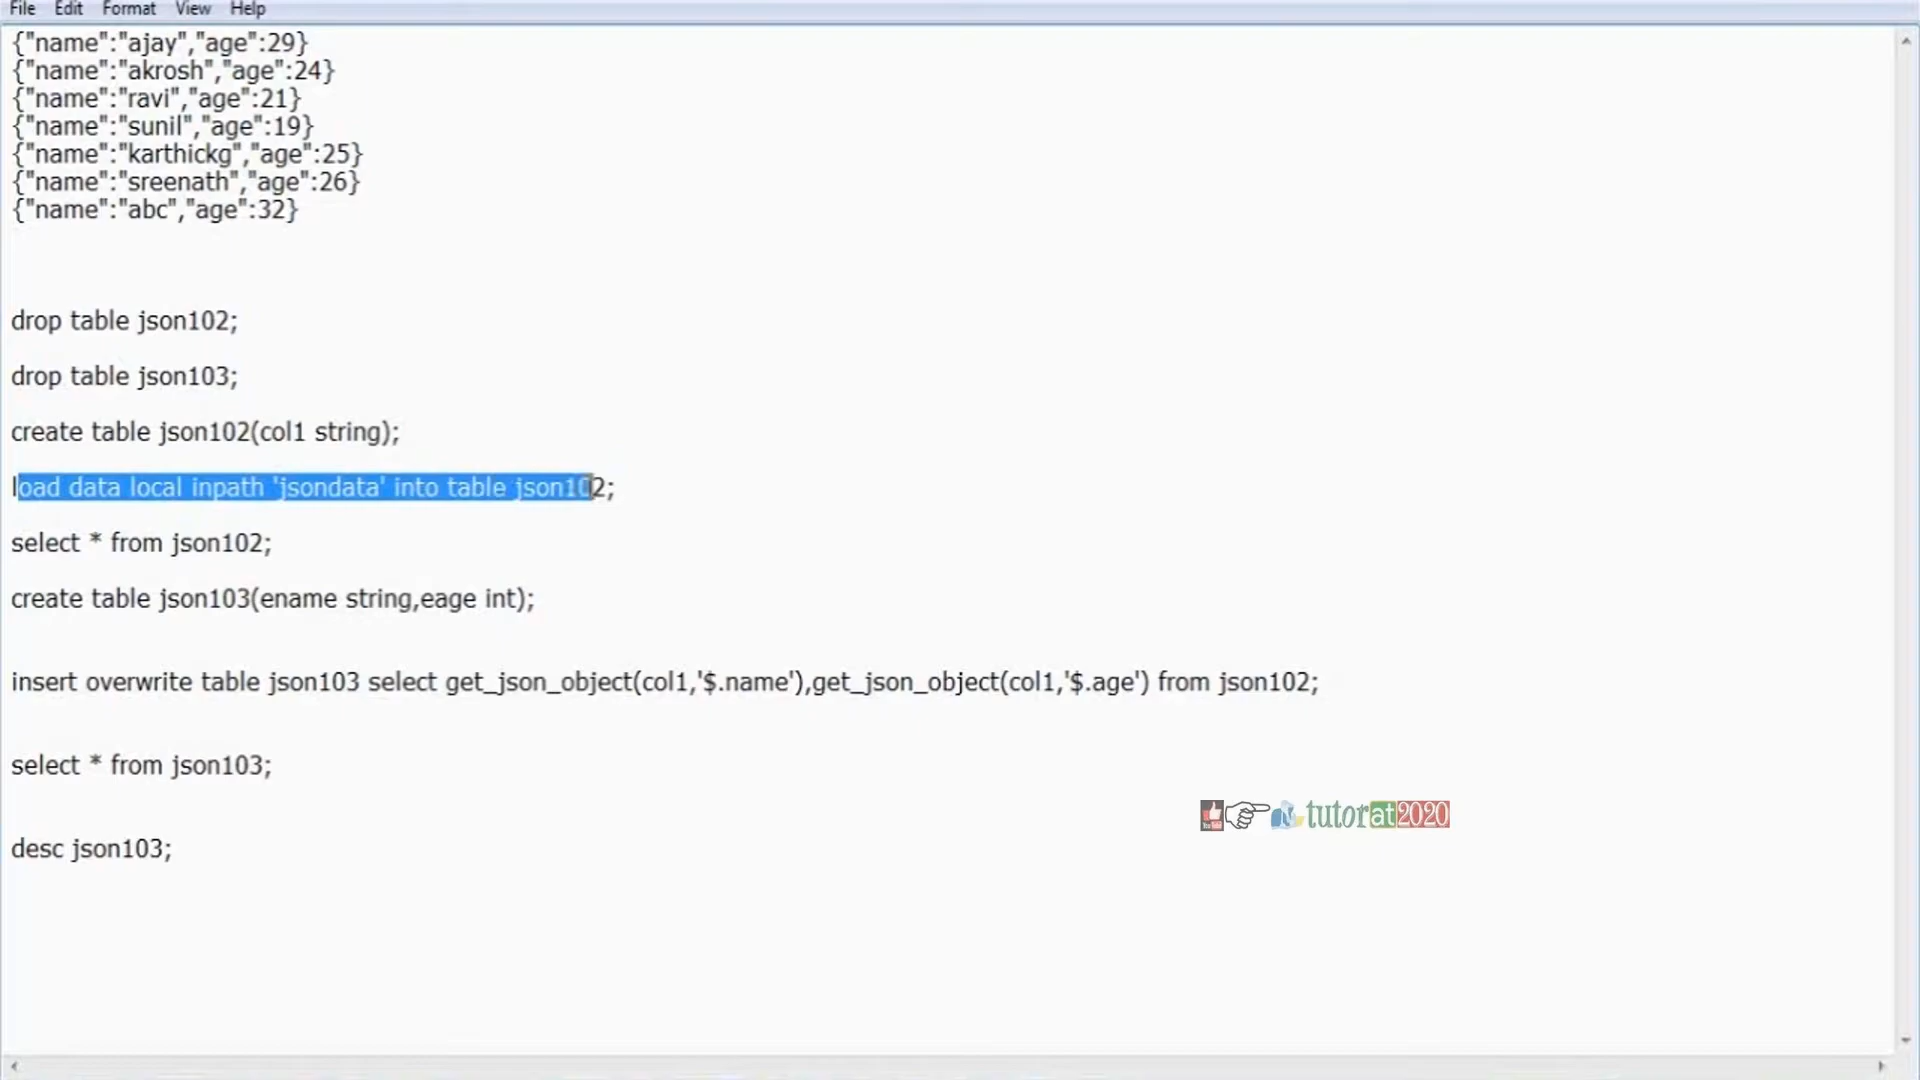 File Edit Format View Help
{"name":"ajay","age":29}
{"name":"akrosh","age":24}
{"name":"ravi","age":21}
{"name":"sunil","age":19}
{"name":"karthickg","age":25}
{"name":"sreenath","age":26}
{"name":"abc","age":32}
drop table json102;
drop table json103;
create table json102(col1 string);
load data local inpath 'jsondata' into table json102;
select * from json102;
create table json103(ename string,eage int);
insert overwrite table json103 select get_json_object(col1,'$.name'),get_json_object(col1,'$.age') from json102;
select * from json103;
tutorat2020
desc json103;